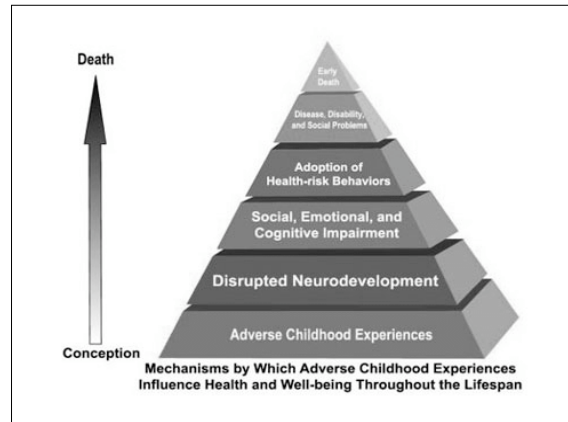 Death
Early
Death
Disease, Disability,
and Social Problems
Adoption of
Health-risk Behaviors
Social, Emotional, and
Cognitive Impairment
Disrupted Neurodevelopment
Adverse Childhood Experiences
Conception
Mechanisms by Which Adverse Childhood Experiences
Influence Health and Well-being Throughout the Lifespan